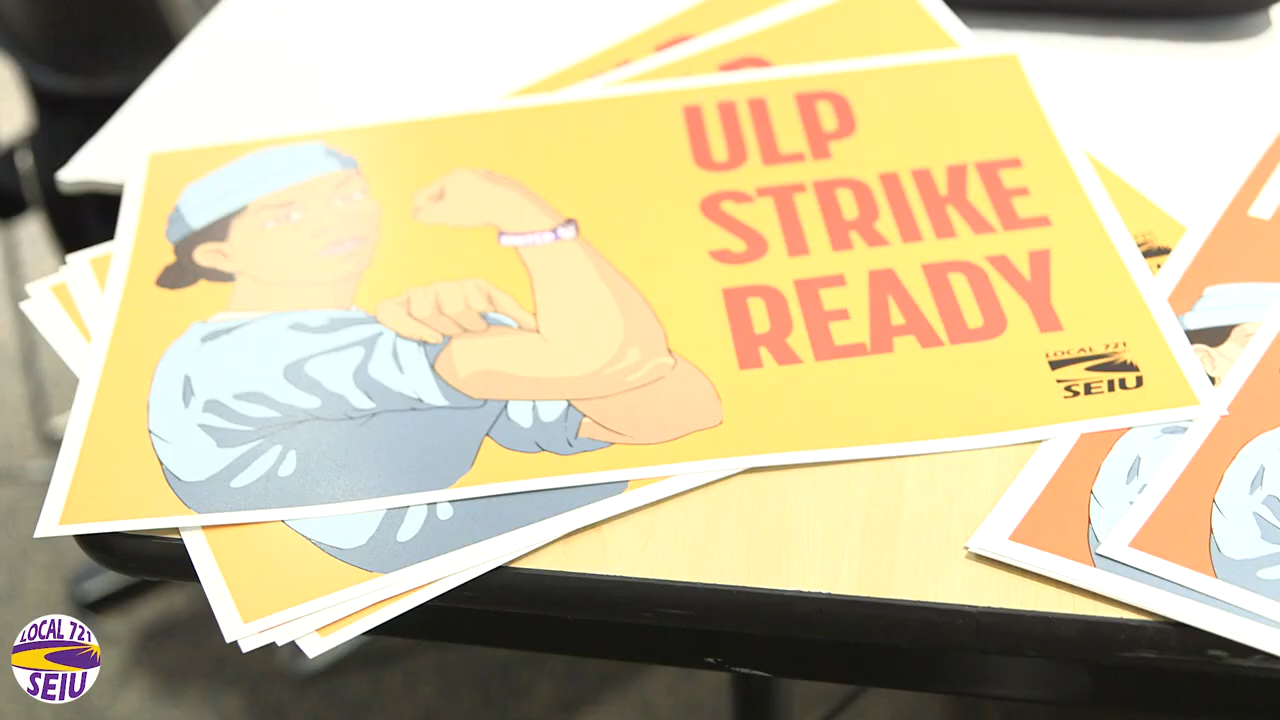 ULP
STRIKE
READY
LOCAL 721
SEIU
LOCAL 721
SEIU